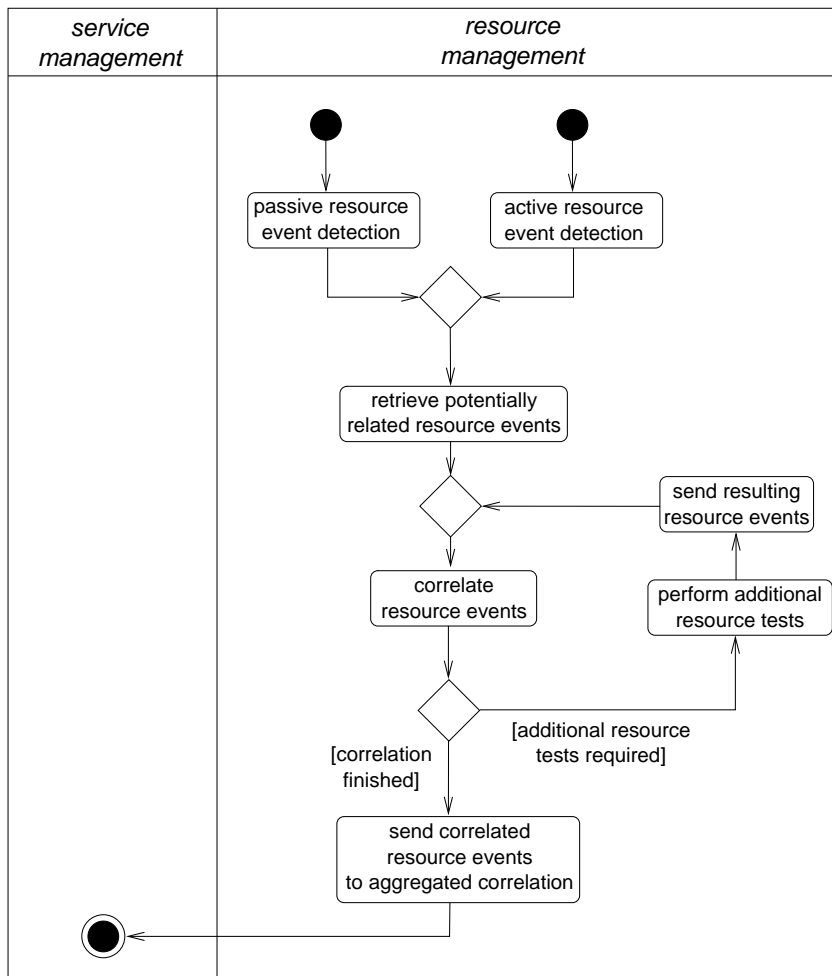 service
management
resource
management
passive resource
event detection
active resource
event detection
retrieve potentially
related resource events
send resulting
resource events
correlate
resource events
perform additional
resource tests
[additional resource
tests required]
[correlation
finished]
send correlated
resource events
to aggregated correlation